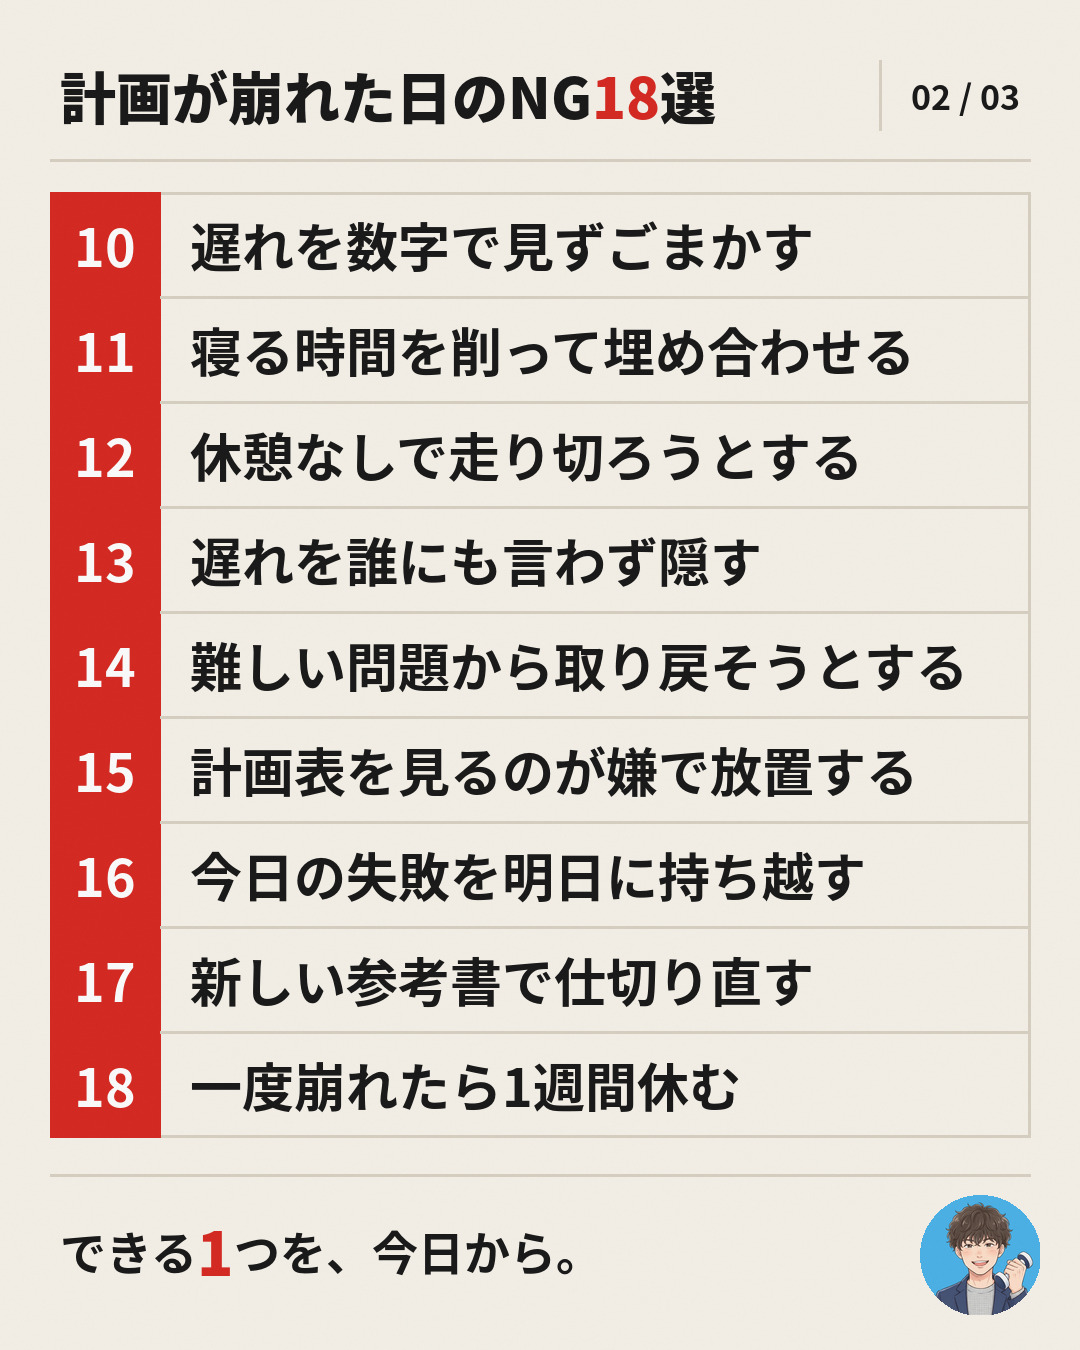 計画が崩れた日のNG18選
02 / 03
10 遅れを数字で見ずごまかす
11 寝る時間を削って埋め合わせる
12 休憩なしで走り切ろうとする
13 遅れを誰にも言わず隠す
14 難しい問題から取り戻そうとする
15 計画表を見るのが嫌で放置する
16 今日の失敗を明日に持ち越す
17 新しい参考書で仕切り直す
18 一度崩れたら1週間休む
できる1つを、今日から。